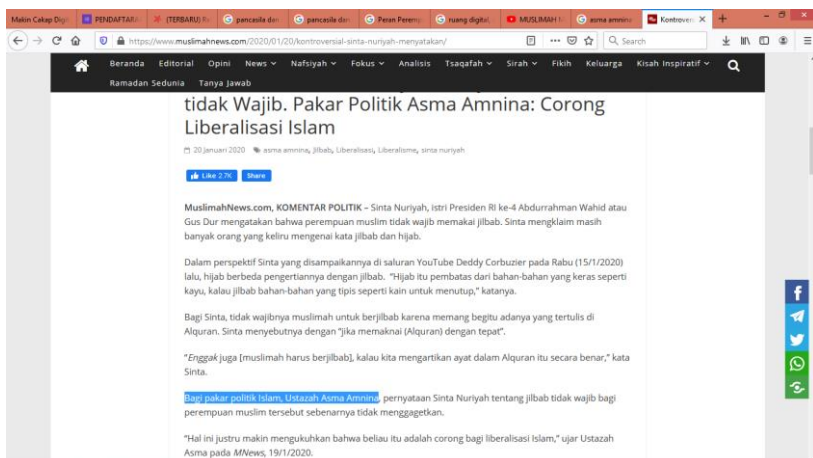 Makin Cakap Digi
PENDAFTARA
(TERBARU) Re
pancasila dan
pancasila dan
Peran Peremp
ruang digital,
MUSLIMAH
asma amnina
Kontrovers
https://www.muslimahnews.com/2020/01/20/kontroversial-sinta-nuriyah-menyatakan/
Search
Beranda Editorial Opini News Nafsiyah Fokus Analisis Tsaqafah Sirah Fikih Keluarga Kisah Inspiratif
Ramadan Sedunia Tanya Jawab
tidak Wajib. Pakar Politik Asma Amnina: Corong
Liberalisasi Islam
20 Januari 2020 asma amnina, Jilbab, Liberalisasi, Liberalisme, sinta nuriyah
Like 2.7K Share
MuslimahNews.com, KOMENTAR POLITIK – Sinta Nuriyah, istri Presiden RI ke-4 Abdurrahman Wahid atau
Gus Dur mengatakan bahwa perempuan muslim tidak wajib memakai jilbab. Sinta mengklaim masih
banyak orang yang keliru mengenai kata jilbab dan hijab.
Dalam perspektif Sinta yang disampaikannya di saluran YouTube Deddy Corbuzier pada Rabu (15/1/2020)
lalu, hijab berbeda pengertiannya dengan jilbab. “Hijab itu pembatas dari bahan-bahan yang keras seperti
kayu, kalau jilbab bahan-bahan yang tipis seperti kain untuk menutup,” katanya.
Bagi Sinta, tidak wajibnya muslimah untuk berjilbab karena memang begitu adanya yang tertulis di
Alquran. Sinta menyebutnya dengan “jika memaknai (Alquran) dengan tepat”.
“Enggak juga [muslimah harus berjilbab], kalau kita mengartikan ayat dalam Alquran itu secara benar,” kata
Sinta.
Bagi pakar politik Islam, Ustazah Asma Amnina, pernyataan Sinta Nuriyah tentang jilbab tidak wajib bagi
perempuan muslim tersebut sebenarnya tidak menggagetkan.
“Hal ini justru makin mengukuhkan bahwa beliau itu adalah corong bagi liberalisasi Islam,” ujar Ustazah
Asma pada MNews, 19/1/2020.